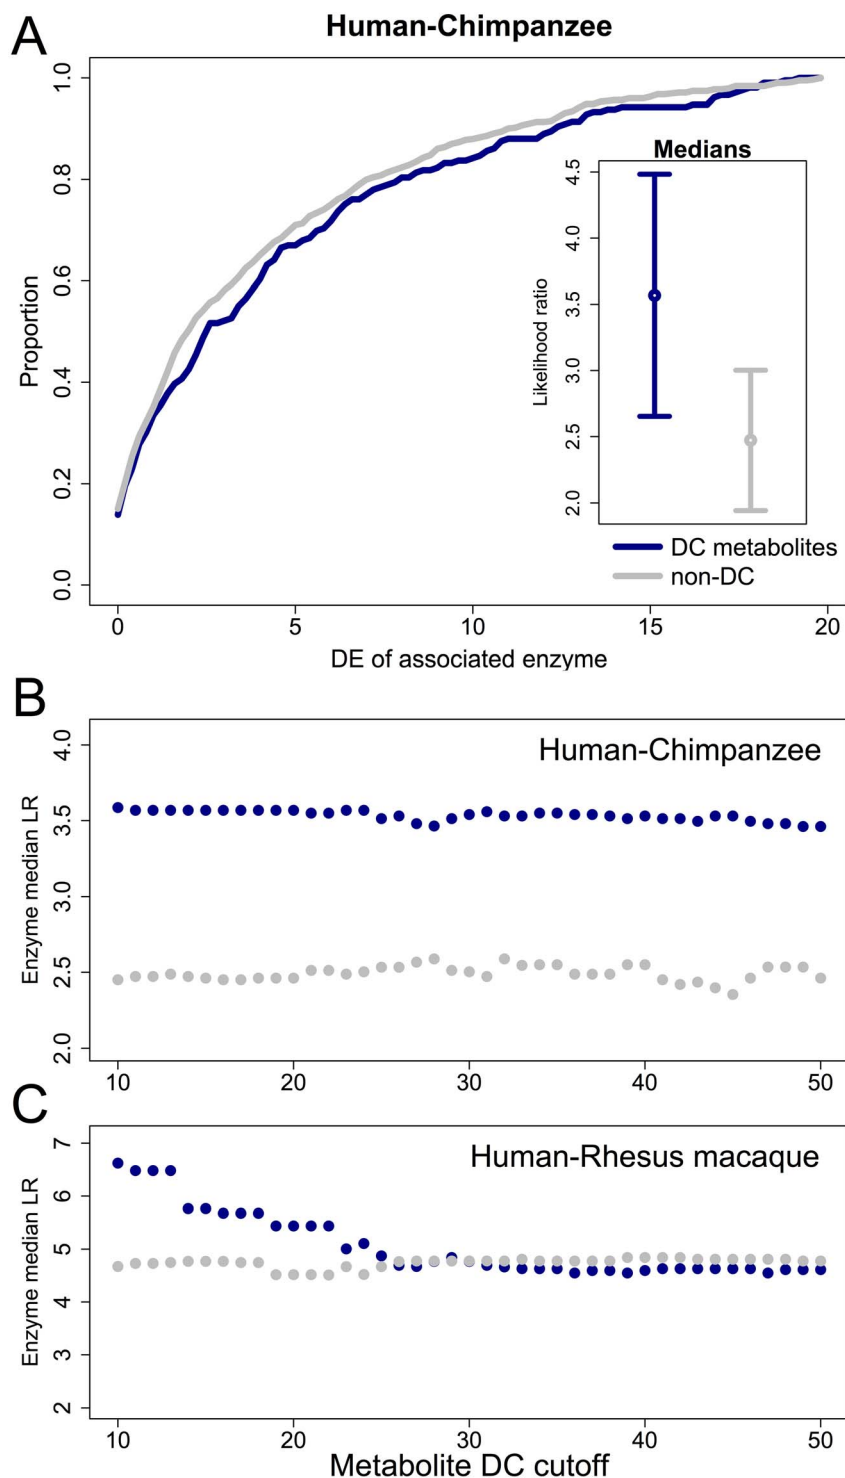 A
Human-Chimpanzee
1.0
0.8
0.6
0.4
0.2
0.0
Proportion
Medians
4.5
4.0
3.5
3.0
2.5
2.0
Likelihood ratio
DC metabolites
non-DC
0 5 10 15 20
DE of associated enzyme
B
Human-Chimpanzee
4.0
3.5
3.0
2.5
2.0
Enzyme median LR
10 20 30 40 50
C
Human-Rhesus macaque
7
6
5
4
3
2
Enzyme median LR
10 20 30 40 50
Metabolite DC cutoff